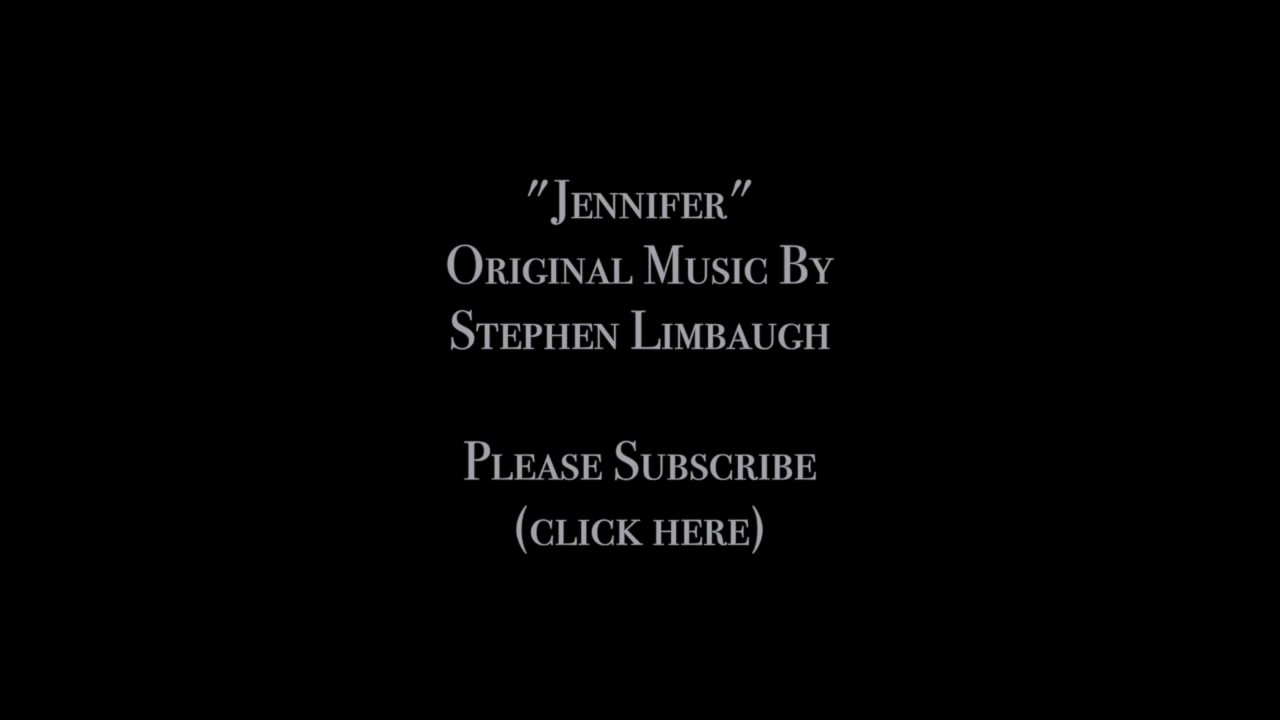 "Jennifer"
Original Music By
Stephen Limbaugh
Please Subscribe
(click here)